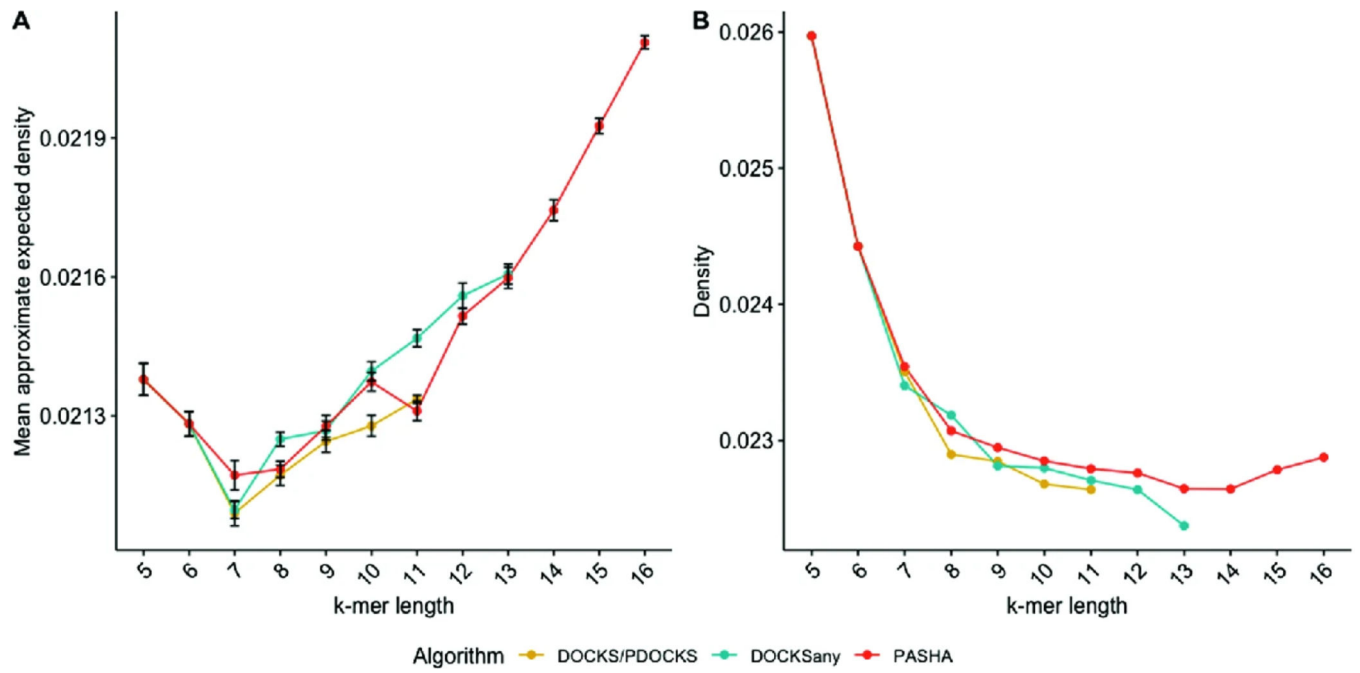 A
Mean approximate expected density
0.0219
0.0216
0.0213
5 6 7 8 9 10 11 12 13 14 15 16
k-mer length
B
Density
0.026
0.025
0.024
0.023
5 6 7 8 9 10 11 12 13 14 15 16
k-mer length
Algorithm DOCKS/PDOCKS DOCKSany PASHA